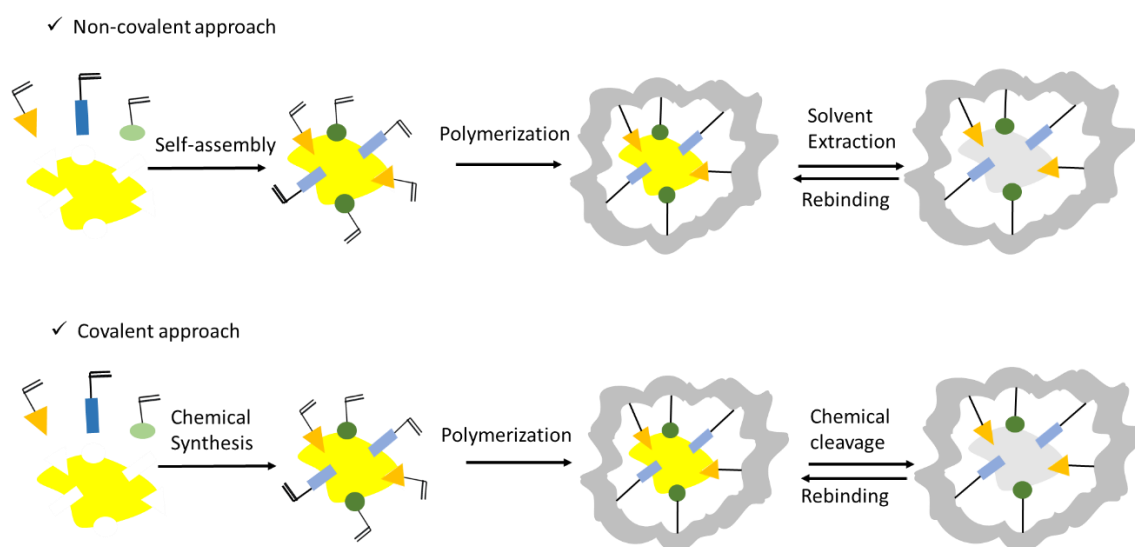 ✓ Non-covalent approach
Self-assembly
Polymerization
Solvent
Extraction
Rebinding
✓ Covalent approach
Chemical
Synthesis
Polymerization
Chemical
cleavage
Rebinding